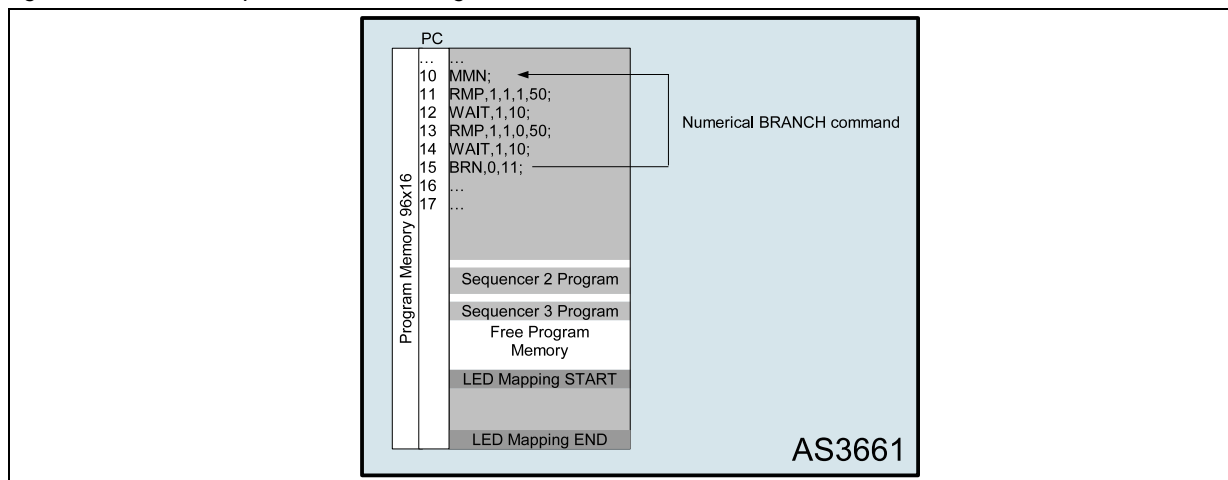 PC
... ...
10 MMN;
11 RMP,1,1,1,50;
12 WAIT,1,10;
13 RMP,1,1,0,50;
14 WAIT,1,10;
15 BRN,0,11;
16 ...
17 ...
Numerical BRANCH command
Program Memory 96x16
Sequencer 2 Program
Sequencer 3 Program
Free Program
Memory
LED Mapping START
LED Mapping END
AS3661